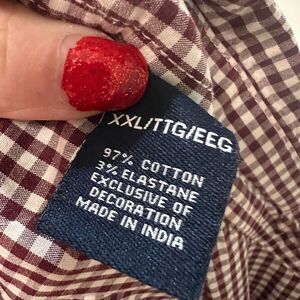 XXL/TTG/EEG
97% COTTON
3% ELASTANE
EXCLUSIVE OF
DECORATION
MADE IN INDIA